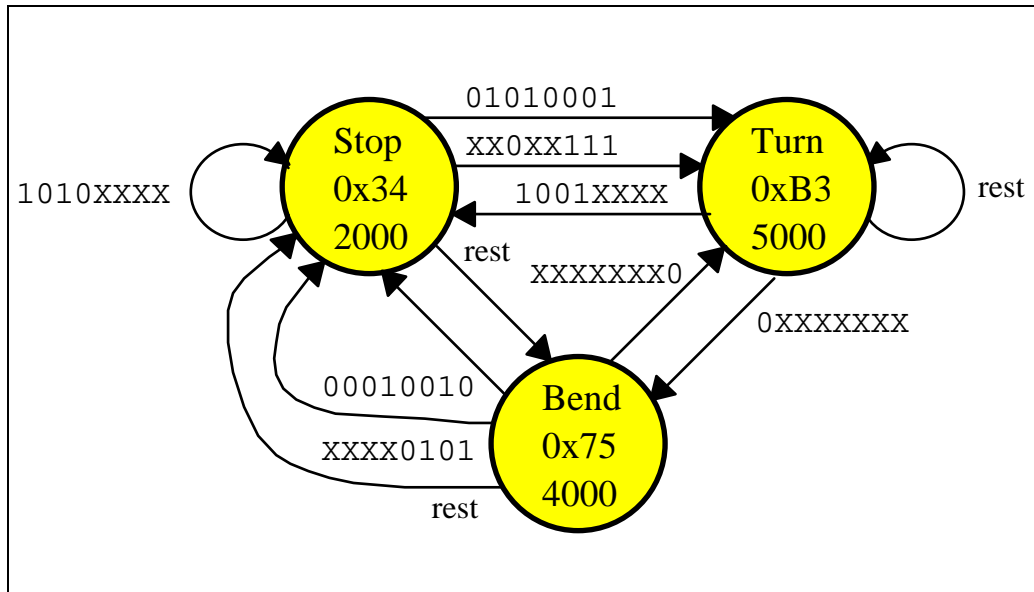 01010001
Stop
0x34
2000
XX0XX111
Turn
0xB3
5000
1010XXXX
1001XXXX
rest
rest
XXXXXXX0
0XXXXXXX
00010010
Bend
0x75
4000
XXXX0101
rest